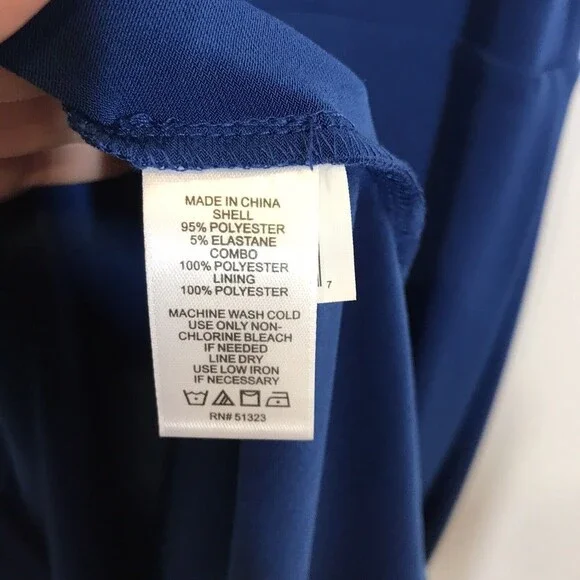 MADE IN CHINA
SHELL
95% POLYESTER
5% ELASTANE
COMBO
100% POLYESTER
LINING
100% POLYESTER
MACHINE WASH COLD
USE ONLY NON-
CHLORINE BLEACH
IF NEEDED
LINE DRY
USE LOW IRON
IF NECESSARY
RN# 51323
7